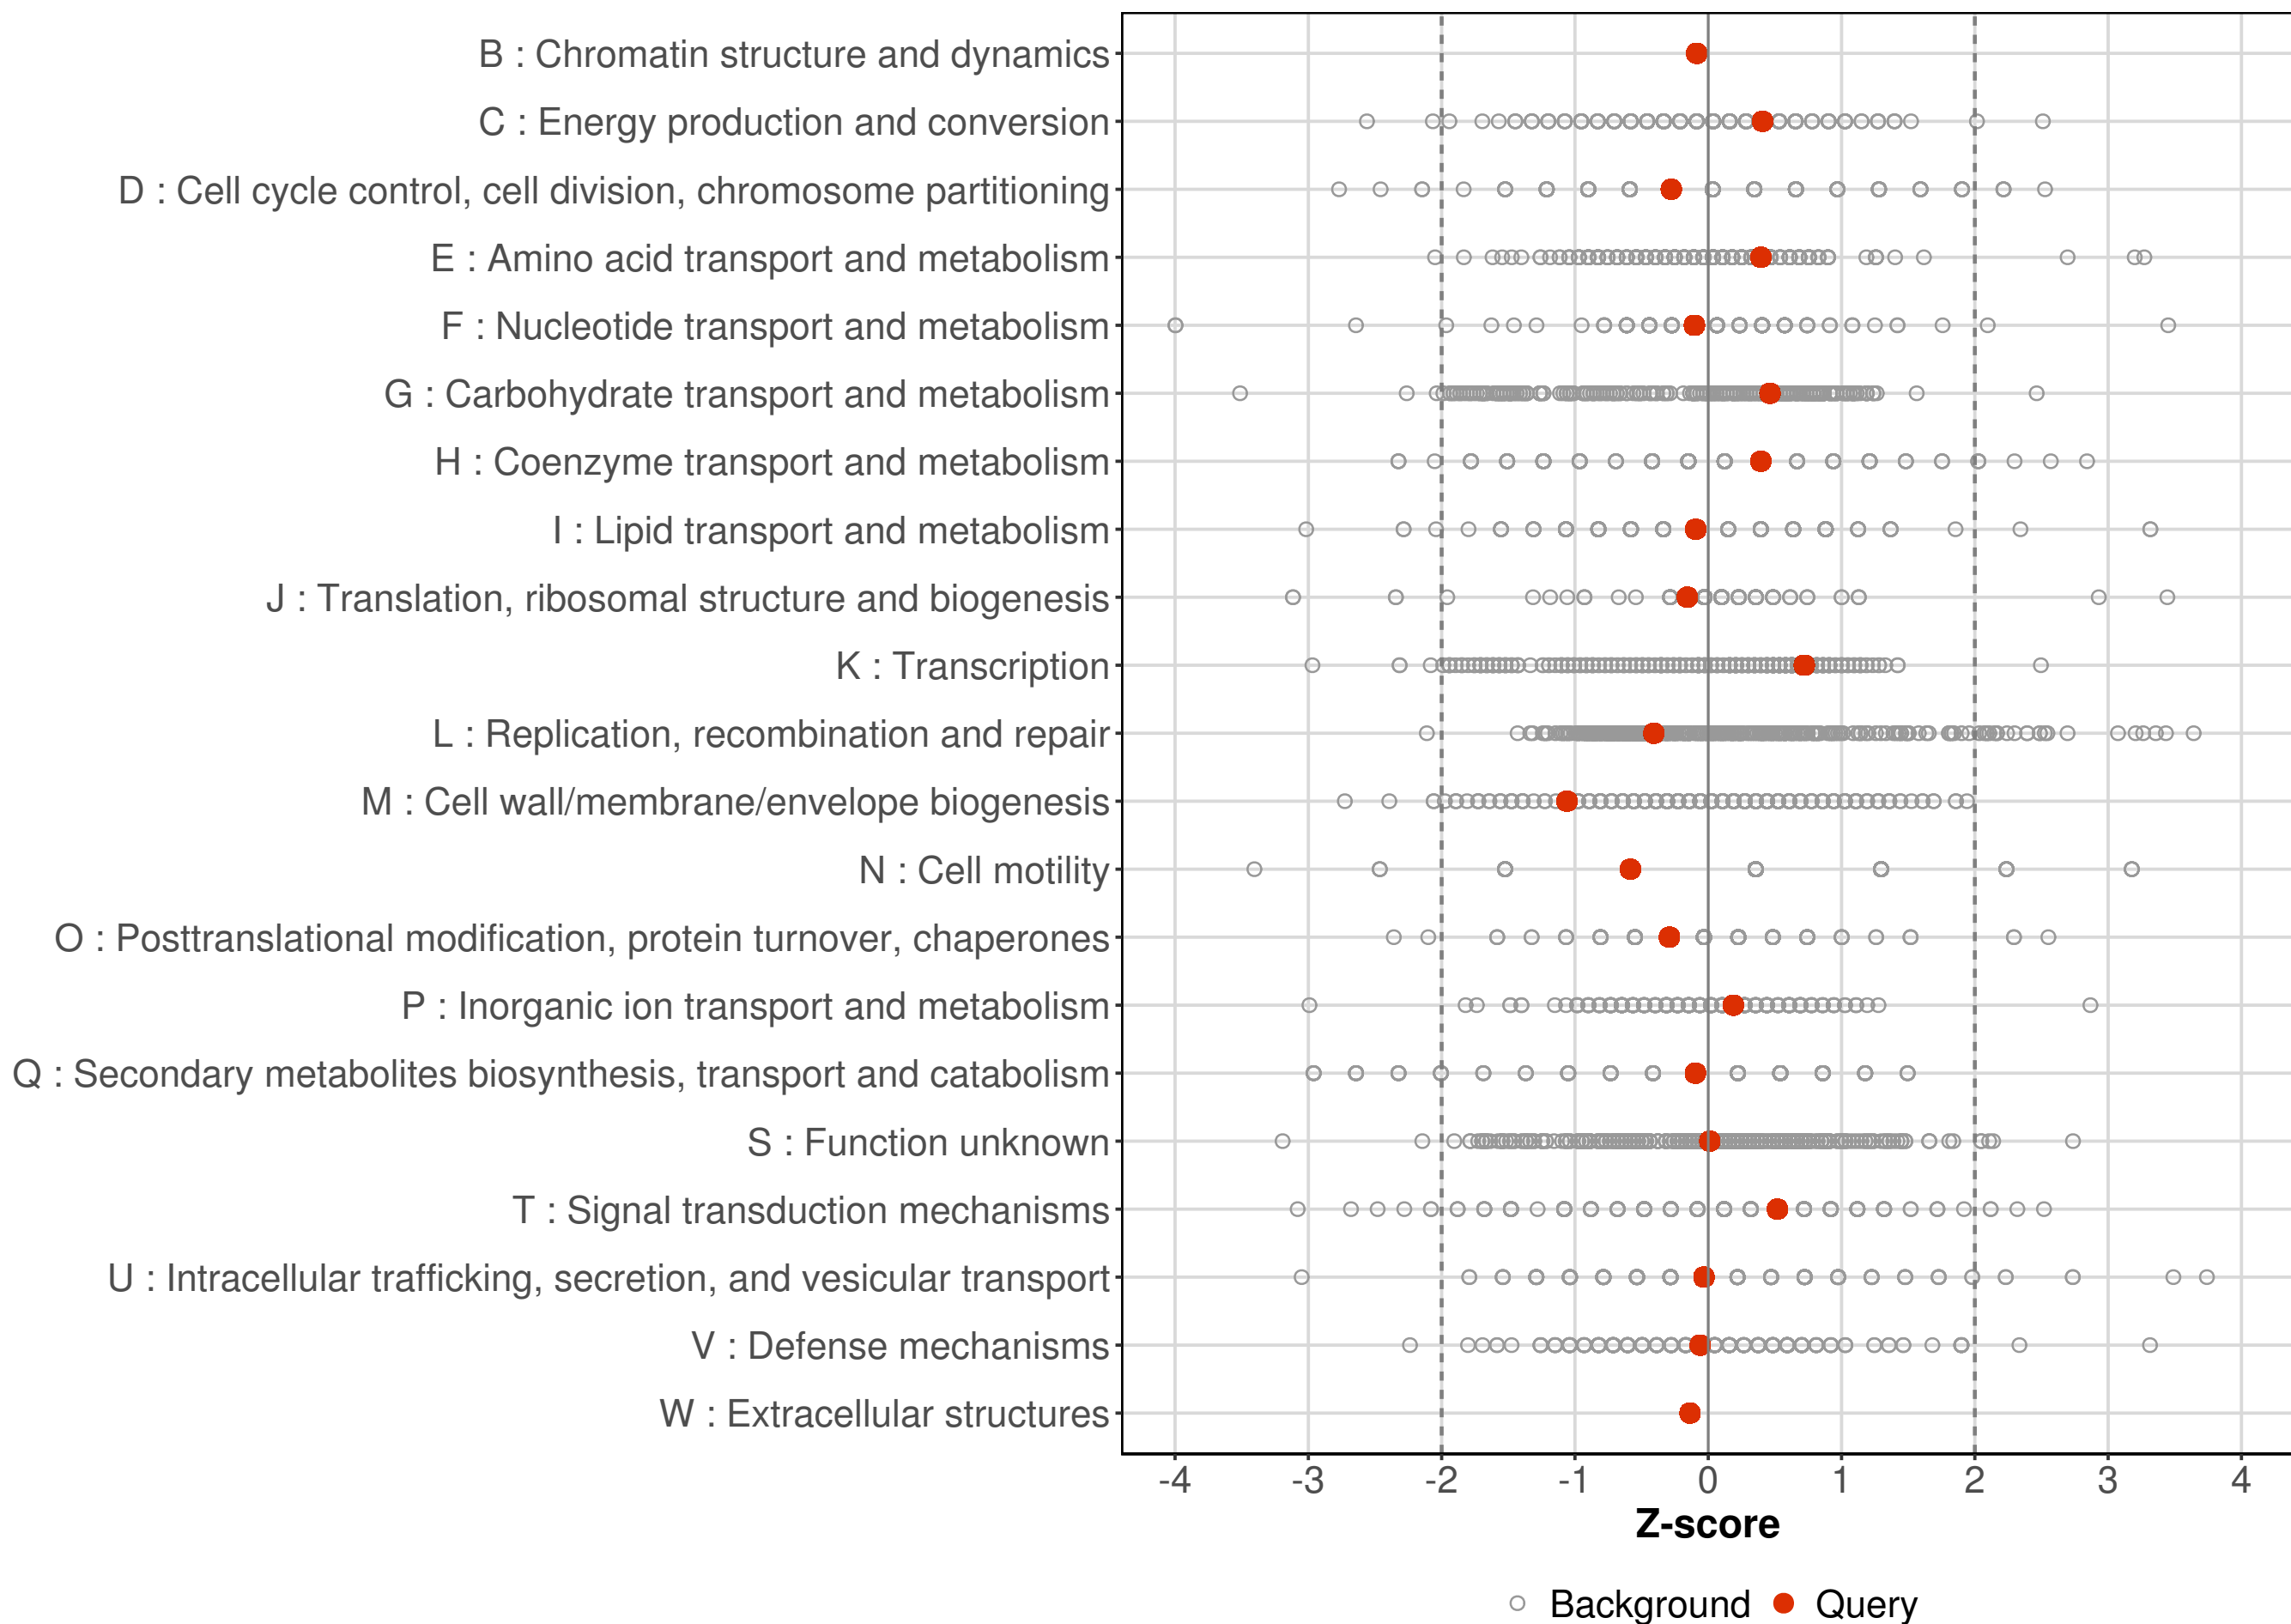 B : Chromatin structure and dynamics
C : Energy production and conversion
D : Cell cycle control, cell division, chromosome partitioning
E : Amino acid transport and metabolism
F : Nucleotide transport and metabolism
G : Carbohydrate transport and metabolism
H : Coenzyme transport and metabolism
I : Lipid transport and metabolism
J : Translation, ribosomal structure and biogenesis
K : Transcription
L : Replication, recombination and repair
M : Cell wall/membrane/envelope biogenesis
N : Cell motility
O : Posttranslational modification, protein turnover, chaperones
P : Inorganic ion transport and metabolism
Q : Secondary metabolites biosynthesis, transport and catabolism
S : Function unknown
T : Signal transduction mechanisms
U : Intracellular trafficking, secretion, and vesicular transport
V : Defense mechanisms
W : Extracellular structures
-4 -3 -2 -1 0 1 2 3 4
Z-score
Background Query